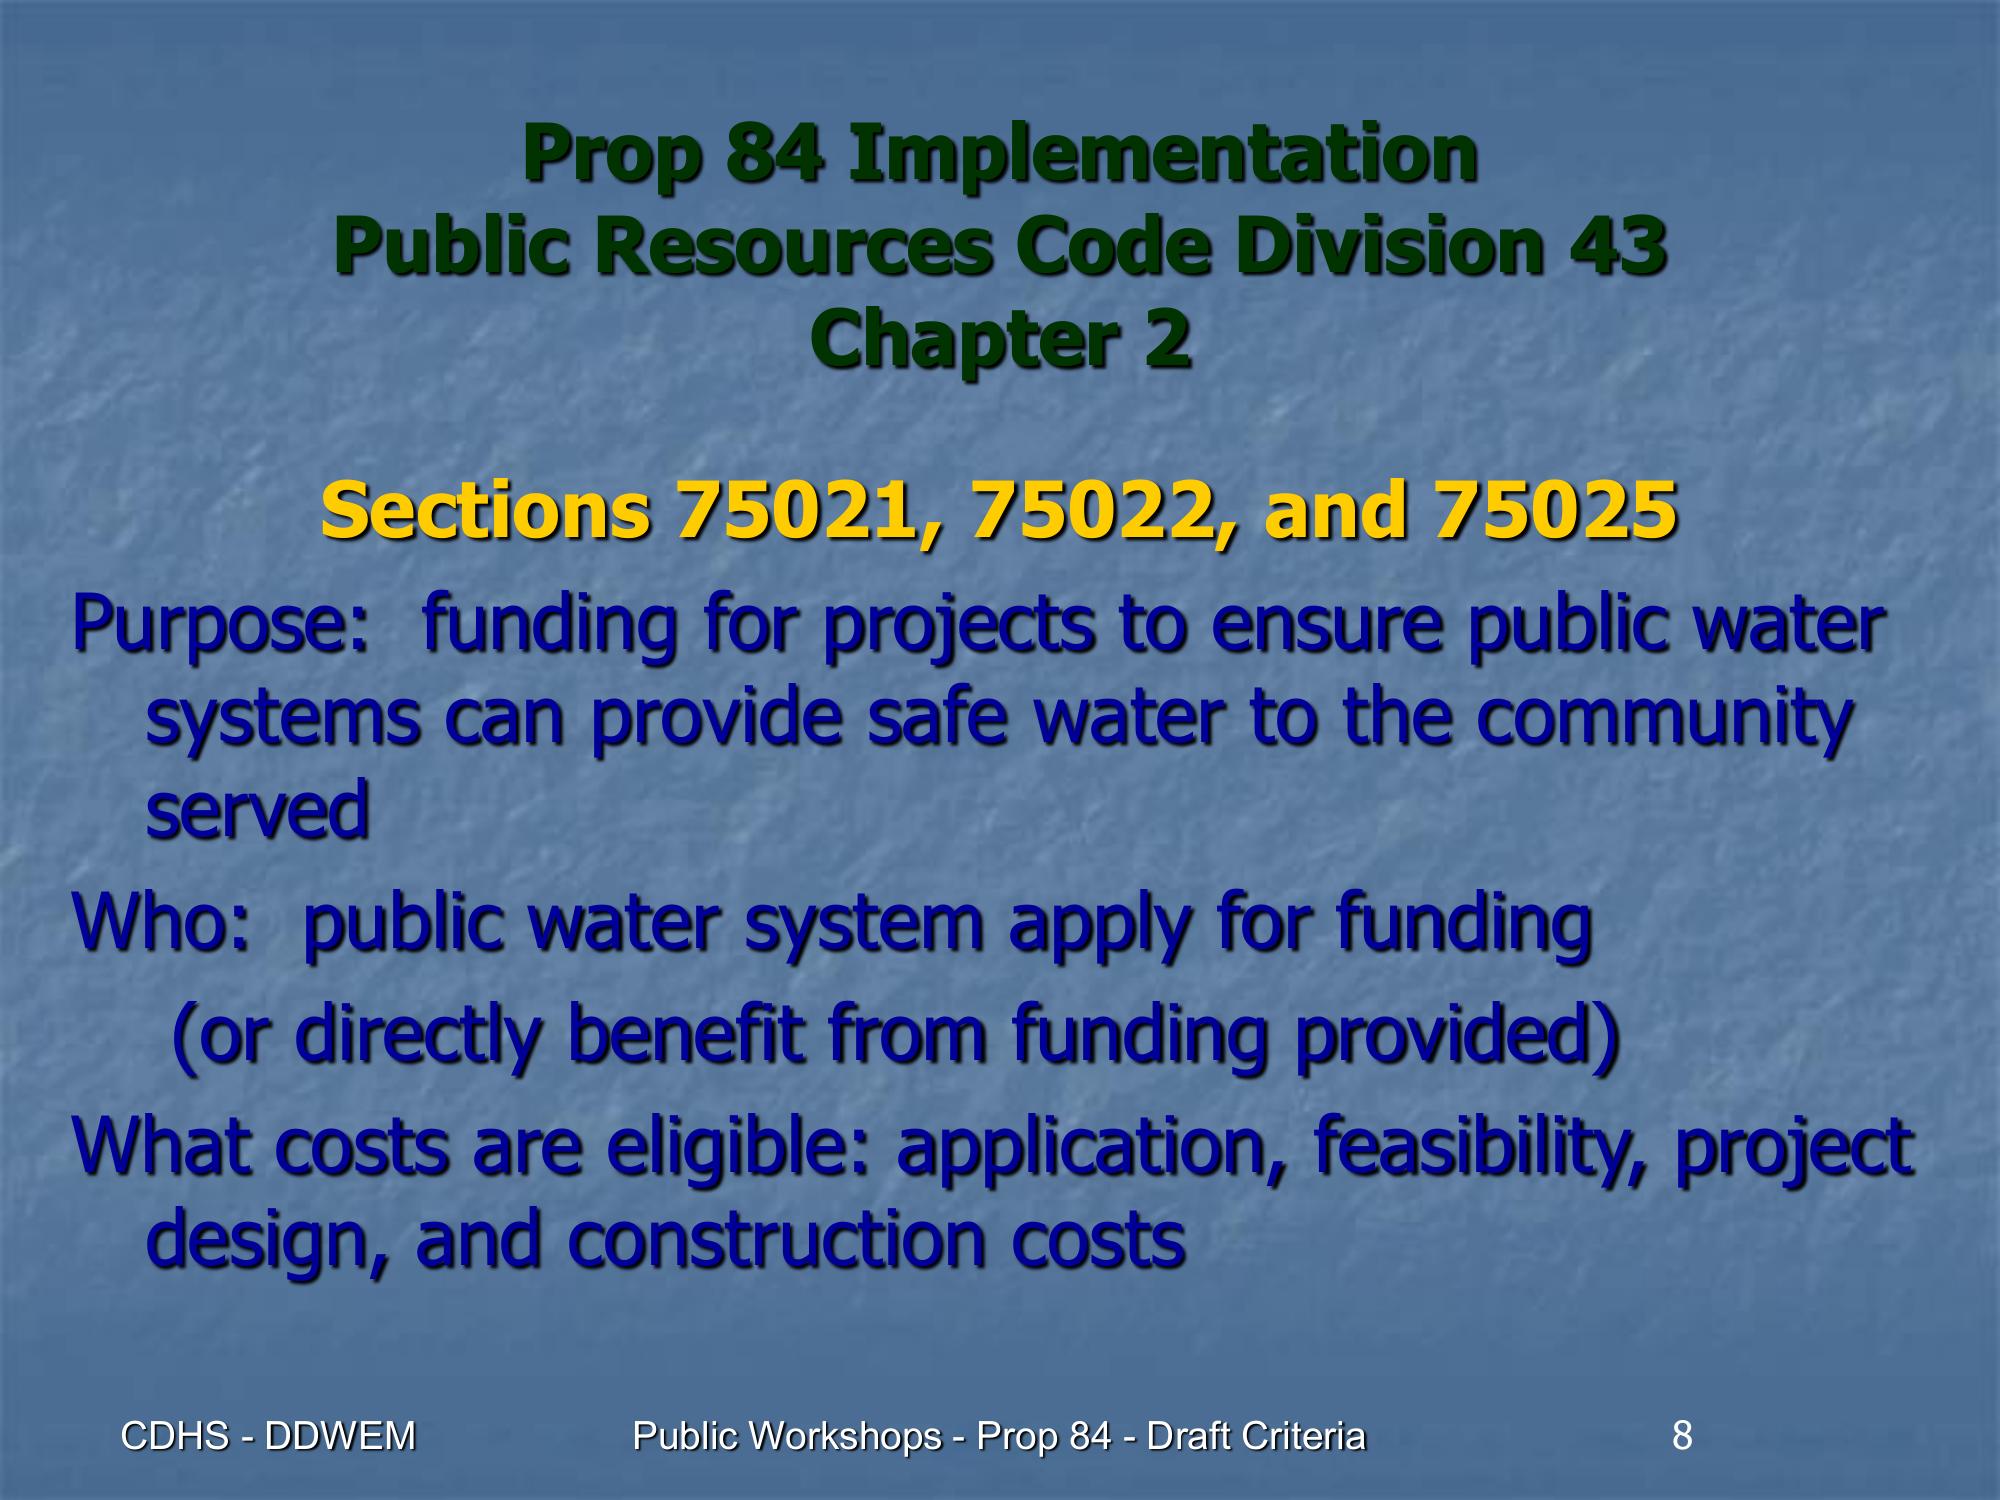 Prop 84 Implementation
Public Resources Code Division 43
Chapter 2
Sections 75021, 75022, and 75025
Purpose:  funding for projects to ensure public water
systems can provide safe water to the community
served
Who:  public water system apply for funding
(or directly benefit from funding provided)
What costs are eligible: application, feasibility, project
design, and construction costs
CDHS - DDWEM
Public Workshops - Prop 84 - Draft Criteria
8